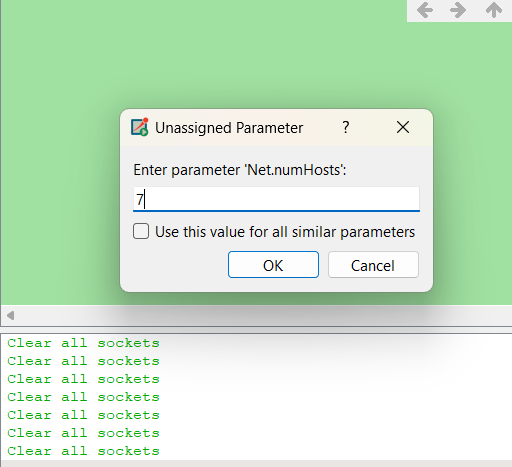 Unassigned Parameter
Enter parameter 'Net.numHosts':
7
Use this value for all similar parameters
OK Cancel
Clear all sockets
Clear all sockets
Clear all sockets
Clear all sockets
Clear all sockets
Clear all sockets
Clear all sockets